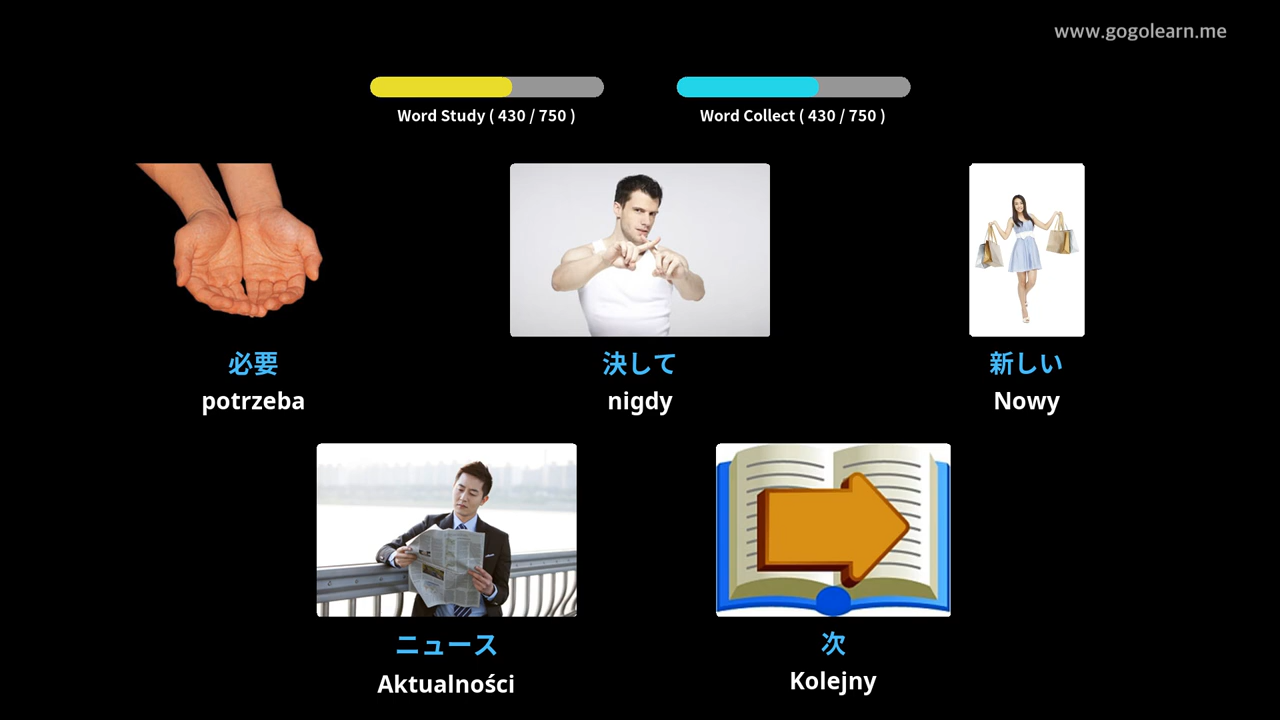 www.gogolearn.me
Word Study ( 430 / 750 )
Word Collect ( 430 / 750 )
必要
potrzeba
決して
nigdy
新しい
Nowy
ニュース
Aktualności
次
Kolejny